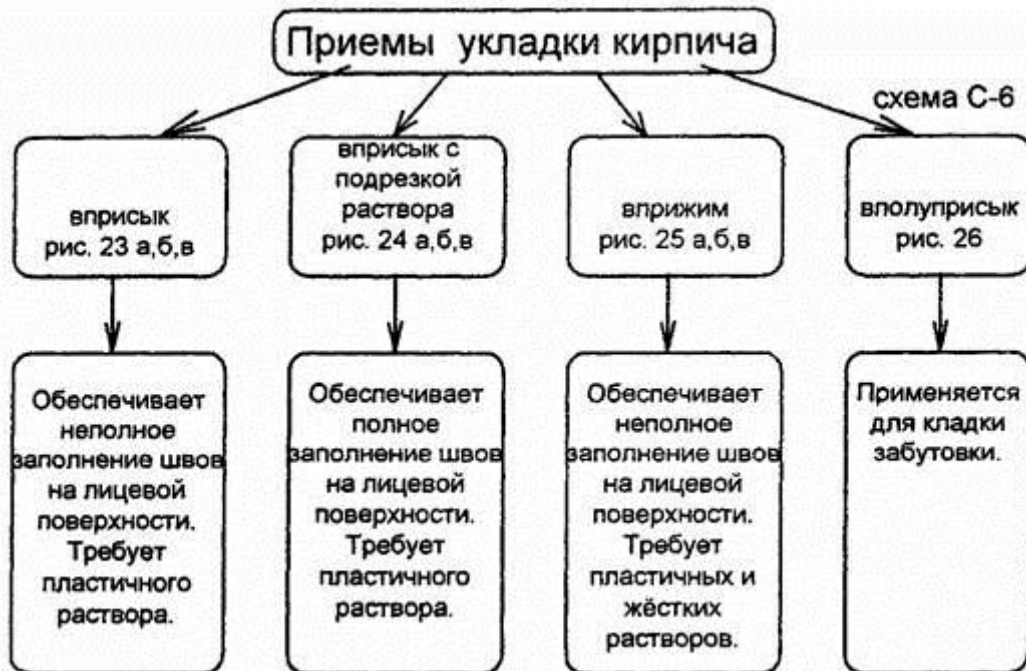 Приемы укладки кирпича
схема С-6
вприсык
рис. 23 а,б,в
вприсык с
подрезкой
раствора
рис. 24 а,б,в
вприжим
рис. 25 а,б,в
вполуприсык
рис. 26
Обеспечивает
неполное
заполнение швов
на лицевой
поверхности.
Требует
пластичного
раствора.
Обеспечивает
полное
заполнение швов
на лицевой
поверхности.
Требует
пластичного
раствора.
Обеспечивает
неполное
заполнение швов
на лицевой
поверхности.
Требует
пластичных и
жёстких
растворов.
Применяется
для кладки
забутовки.